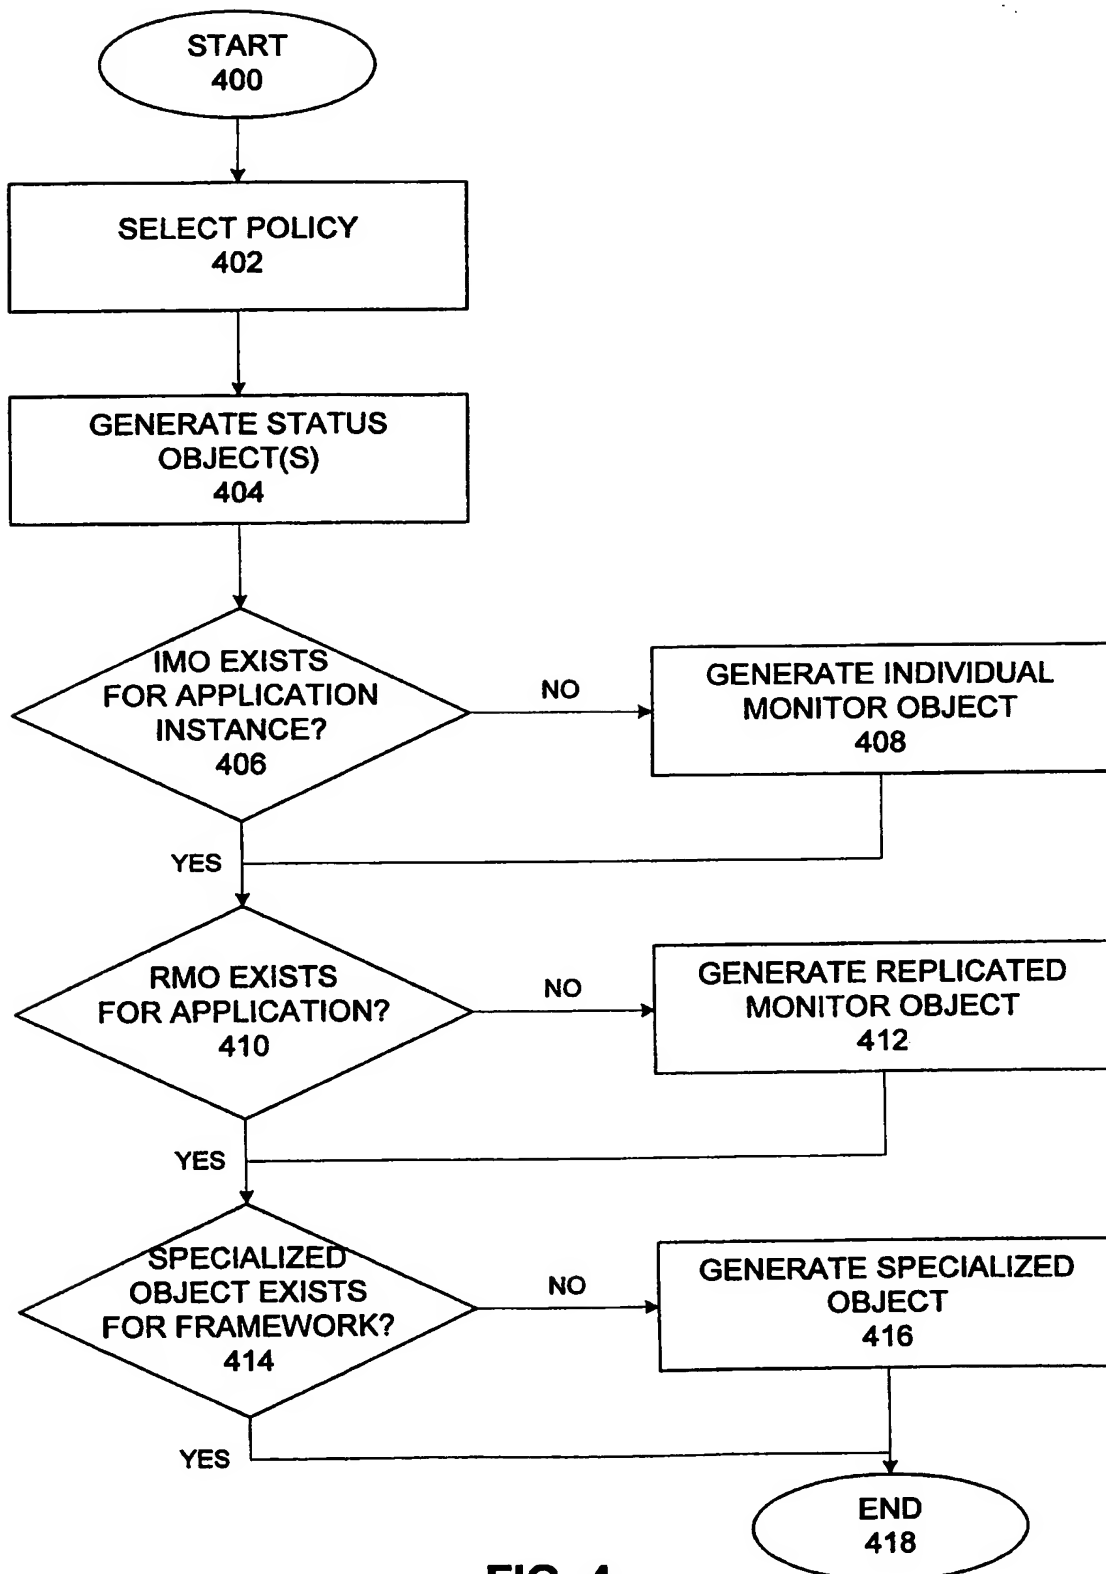 START
400
SELECT POLICY
402
GENERATE STATUS
OBJECT(S)
404
IMO EXISTS
FOR APPLICATION
INSTANCE?
406
NO
GENERATE INDIVIDUAL
MONITOR OBJECT
408
YES
RMO EXISTS
FOR APPLICATION?
410
NO
GENERATE REPLICATED
MONITOR OBJECT
412
YES
SPECIALIZED
OBJECT EXISTS
FOR FRAMEWORK?
414
NO
GENERATE SPECIALIZED
OBJECT
416
YES
END
418
FIG. 4